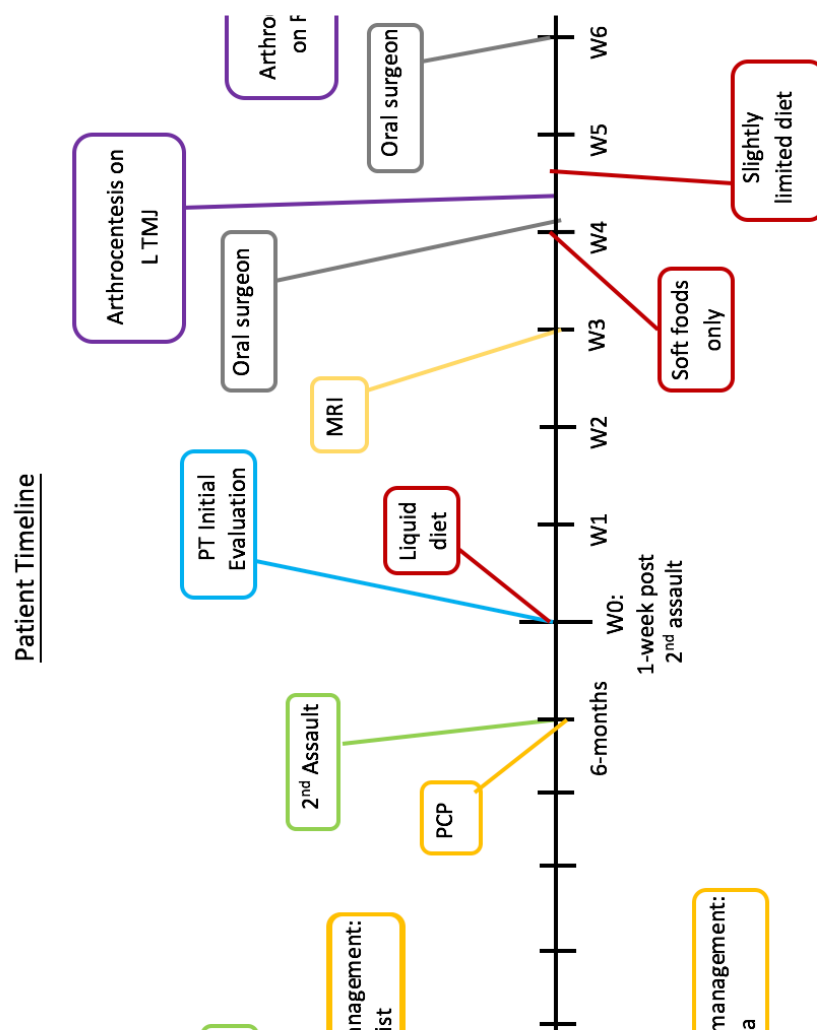 Patient Timeline
Arthrocentesis on
L TMJ
on
Oral surgeon
Oral surgeon
MRI
PT Initial
Evaluation
Liquid
diet
2nd Assault
PCP
W6
W5
W4
W3
W2
W1
W0:
1-week post
2nd assault
6-months
Slightly
limited diet
Soft foods
only